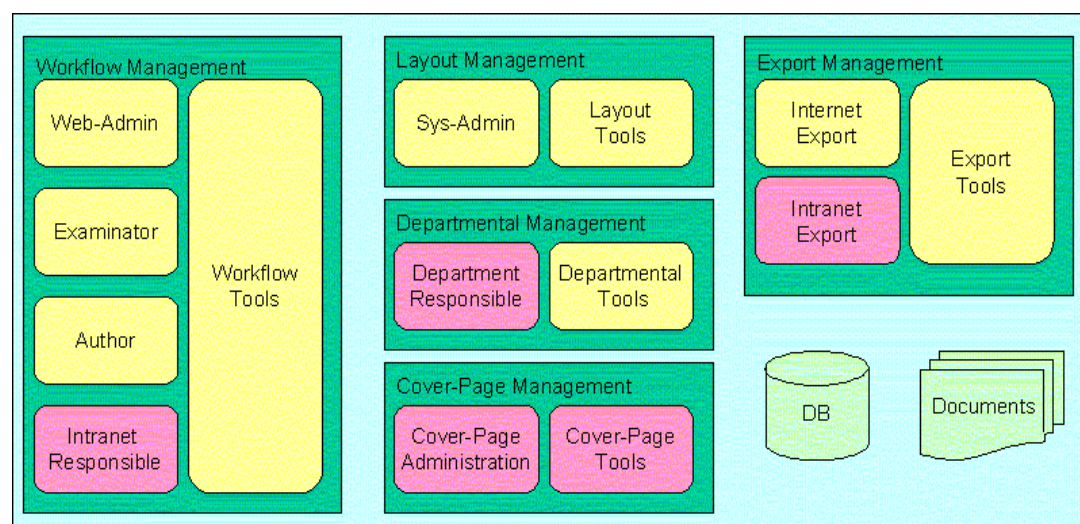 Workflow Management
Web-Admin
Examinator
Author
Intranet
Responsible
Workflow
Tools
Layout Management
Sys-Admin
Layout
Tools
Departmental Management
Department
Responsible
Departmental
Tools
Cover-Page Management
Cover-Page
Administration
Cover-Page
Tools
Export Management
Internet
Export
Intranet
Export
Export
Tools
DB
Documents